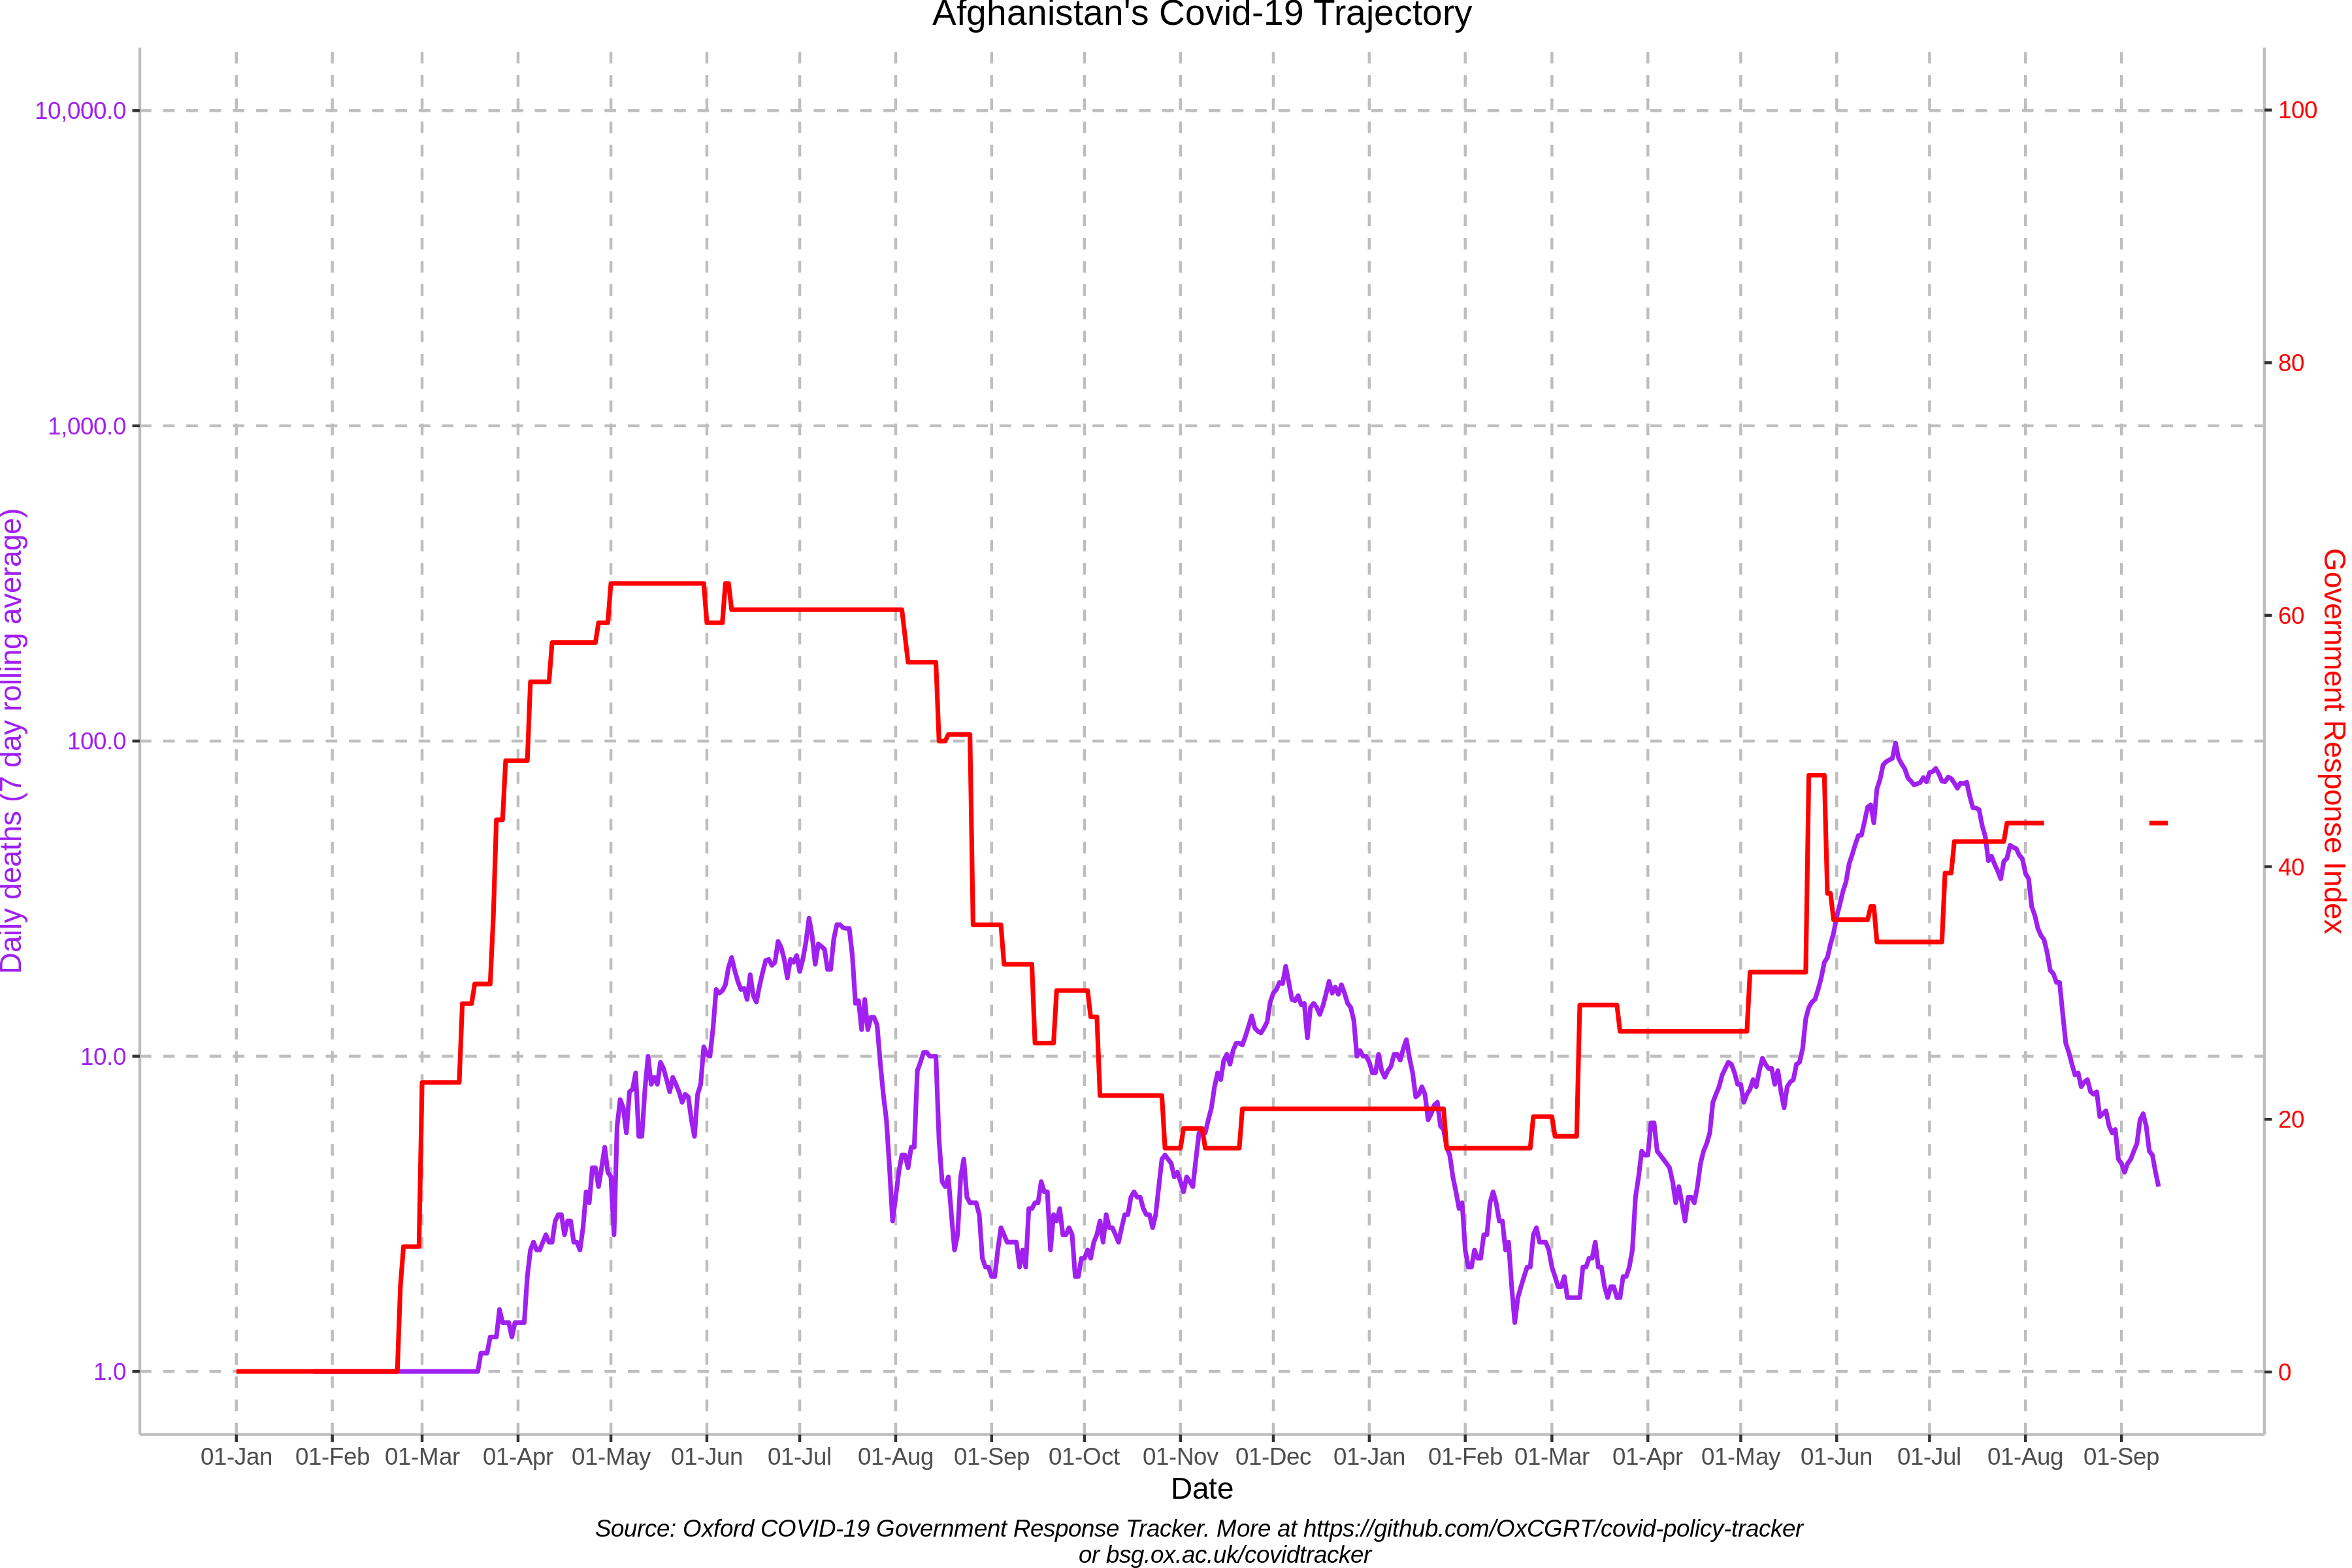 Afghanistan's Covid-19 Trajectory
10,000.0
1,000.0
100.0
10.0
1.0
Daily deaths (7 day rolling average)
100
80
60
40
20
0
Government Response Index
01-Jan 01-Feb 01-Mar 01-Apr 01-May 01-Jun 01-Jul 01-Aug 01-Sep 01-Oct 01-Nov 01-Dec 01-Jan 01-Feb 01-Mar 01-Apr 01-May 01-Jun 01-Jul 01-Aug 01-Sep
Date
Source: Oxford COVID-19 Government Response Tracker. More at https://github.com/OxCGRT/covid-policy-tracker
or bsg.ox.ac.uk/covidtracker